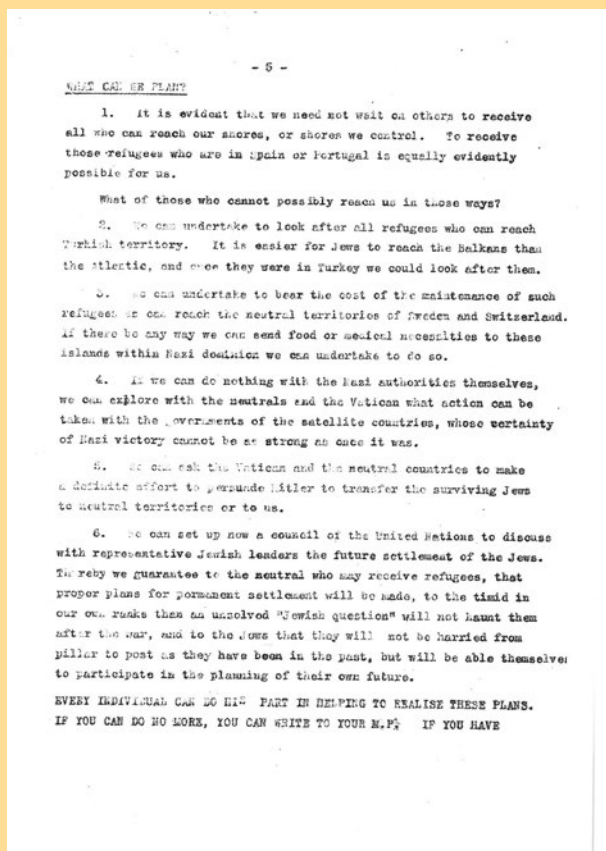 - 5 -
WHAT CAN BE PLAN?
1. It is evident that we need not wait on others to receive
all who can reach our shores, or shores we control. To receive
those refugees who are in Spain or Portugal is equally evidently
possible for us.
What of those who cannot possibly reach us in those ways?
2. We can undertake to look after all refugees who can reach
Turkish territory. It is easier for Jews to reach the Balkans than
the Atlantic, and once they were in Turkey we could look after them.
3. We can undertake to bear the cost of the maintenance of such
refugees as can reach the neutral territories of Sweden and Switzerland.
If there be any way we can send food or medical necessities to these
islands within Nazi dominion we can undertake to do so.
4. If we can do nothing with the Nazi authorities themselves,
we can explore with the neutrals and the Vatican what action can be
taken with the governments of the satellite countries, whose certainty
of Nazi victory cannot be as strong as once it was.
5. We can ask the Vatican and the neutral countries to make
a definite effort to persuade Hitler to transfer the surviving Jews
to neutral territories or to us.
6. We can set up now a council of the United Nations to discuss
with representative Jewish leaders the future settlement of the Jews.
Thereby we guarantee to the neutral who may receive refugees, that
proper plans for permanent settlement will be made, to the timid in
our own ranks than an unsolved "Jewish question" will not haunt them
after the war, and to the Jews that they will not be harried from
pillar to post as they have been in the past, but will be able themselves
to participate in the planning of their own future.
EVERY INDIVIDUAL CAN DO HIS PART IN HELPING TO REALISE THESE PLANS.
IF YOU CAN DO NO MORE, YOU CAN WRITE TO YOUR M.P. IF YOU HAVE